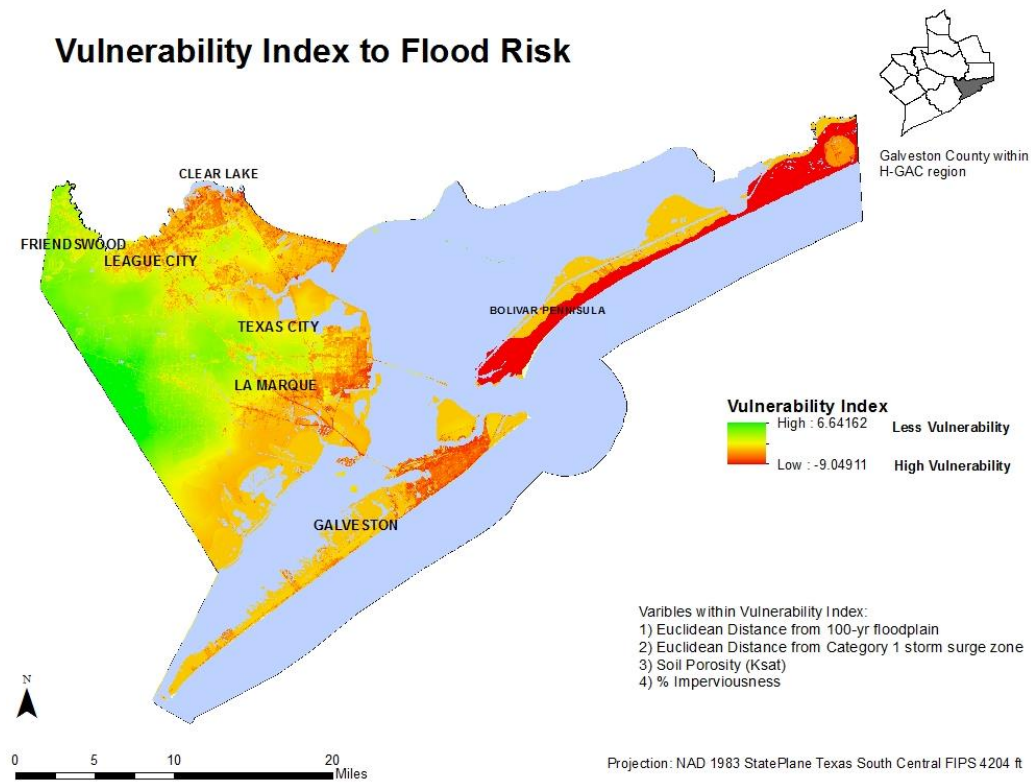 Vulnerability Index to Flood Risk
Galveston County within
H-GAC region
CLEAR LAKE
FRIENDSWOOD
LEAGUE CITY
BOLIVAR PENNISULA
TEXAS CITY
LA MARQUE
GALVESTON
Vulnerability Index
High : 6.64162 Less Vulnerability
Low : -9.04911 High Vulnerability
Varibles within Vulnerability Index:
1) Euclidean Distance from 100-yr floodplain
2) Euclidean Distance from Category 1 storm surge zone
3) Soil Porosity (Ksat)
4) % Imperviousness
N
0 5 10 20
Miles
Projection: NAD 1983 StatePlane Texas South Central FIPS 4204 ft